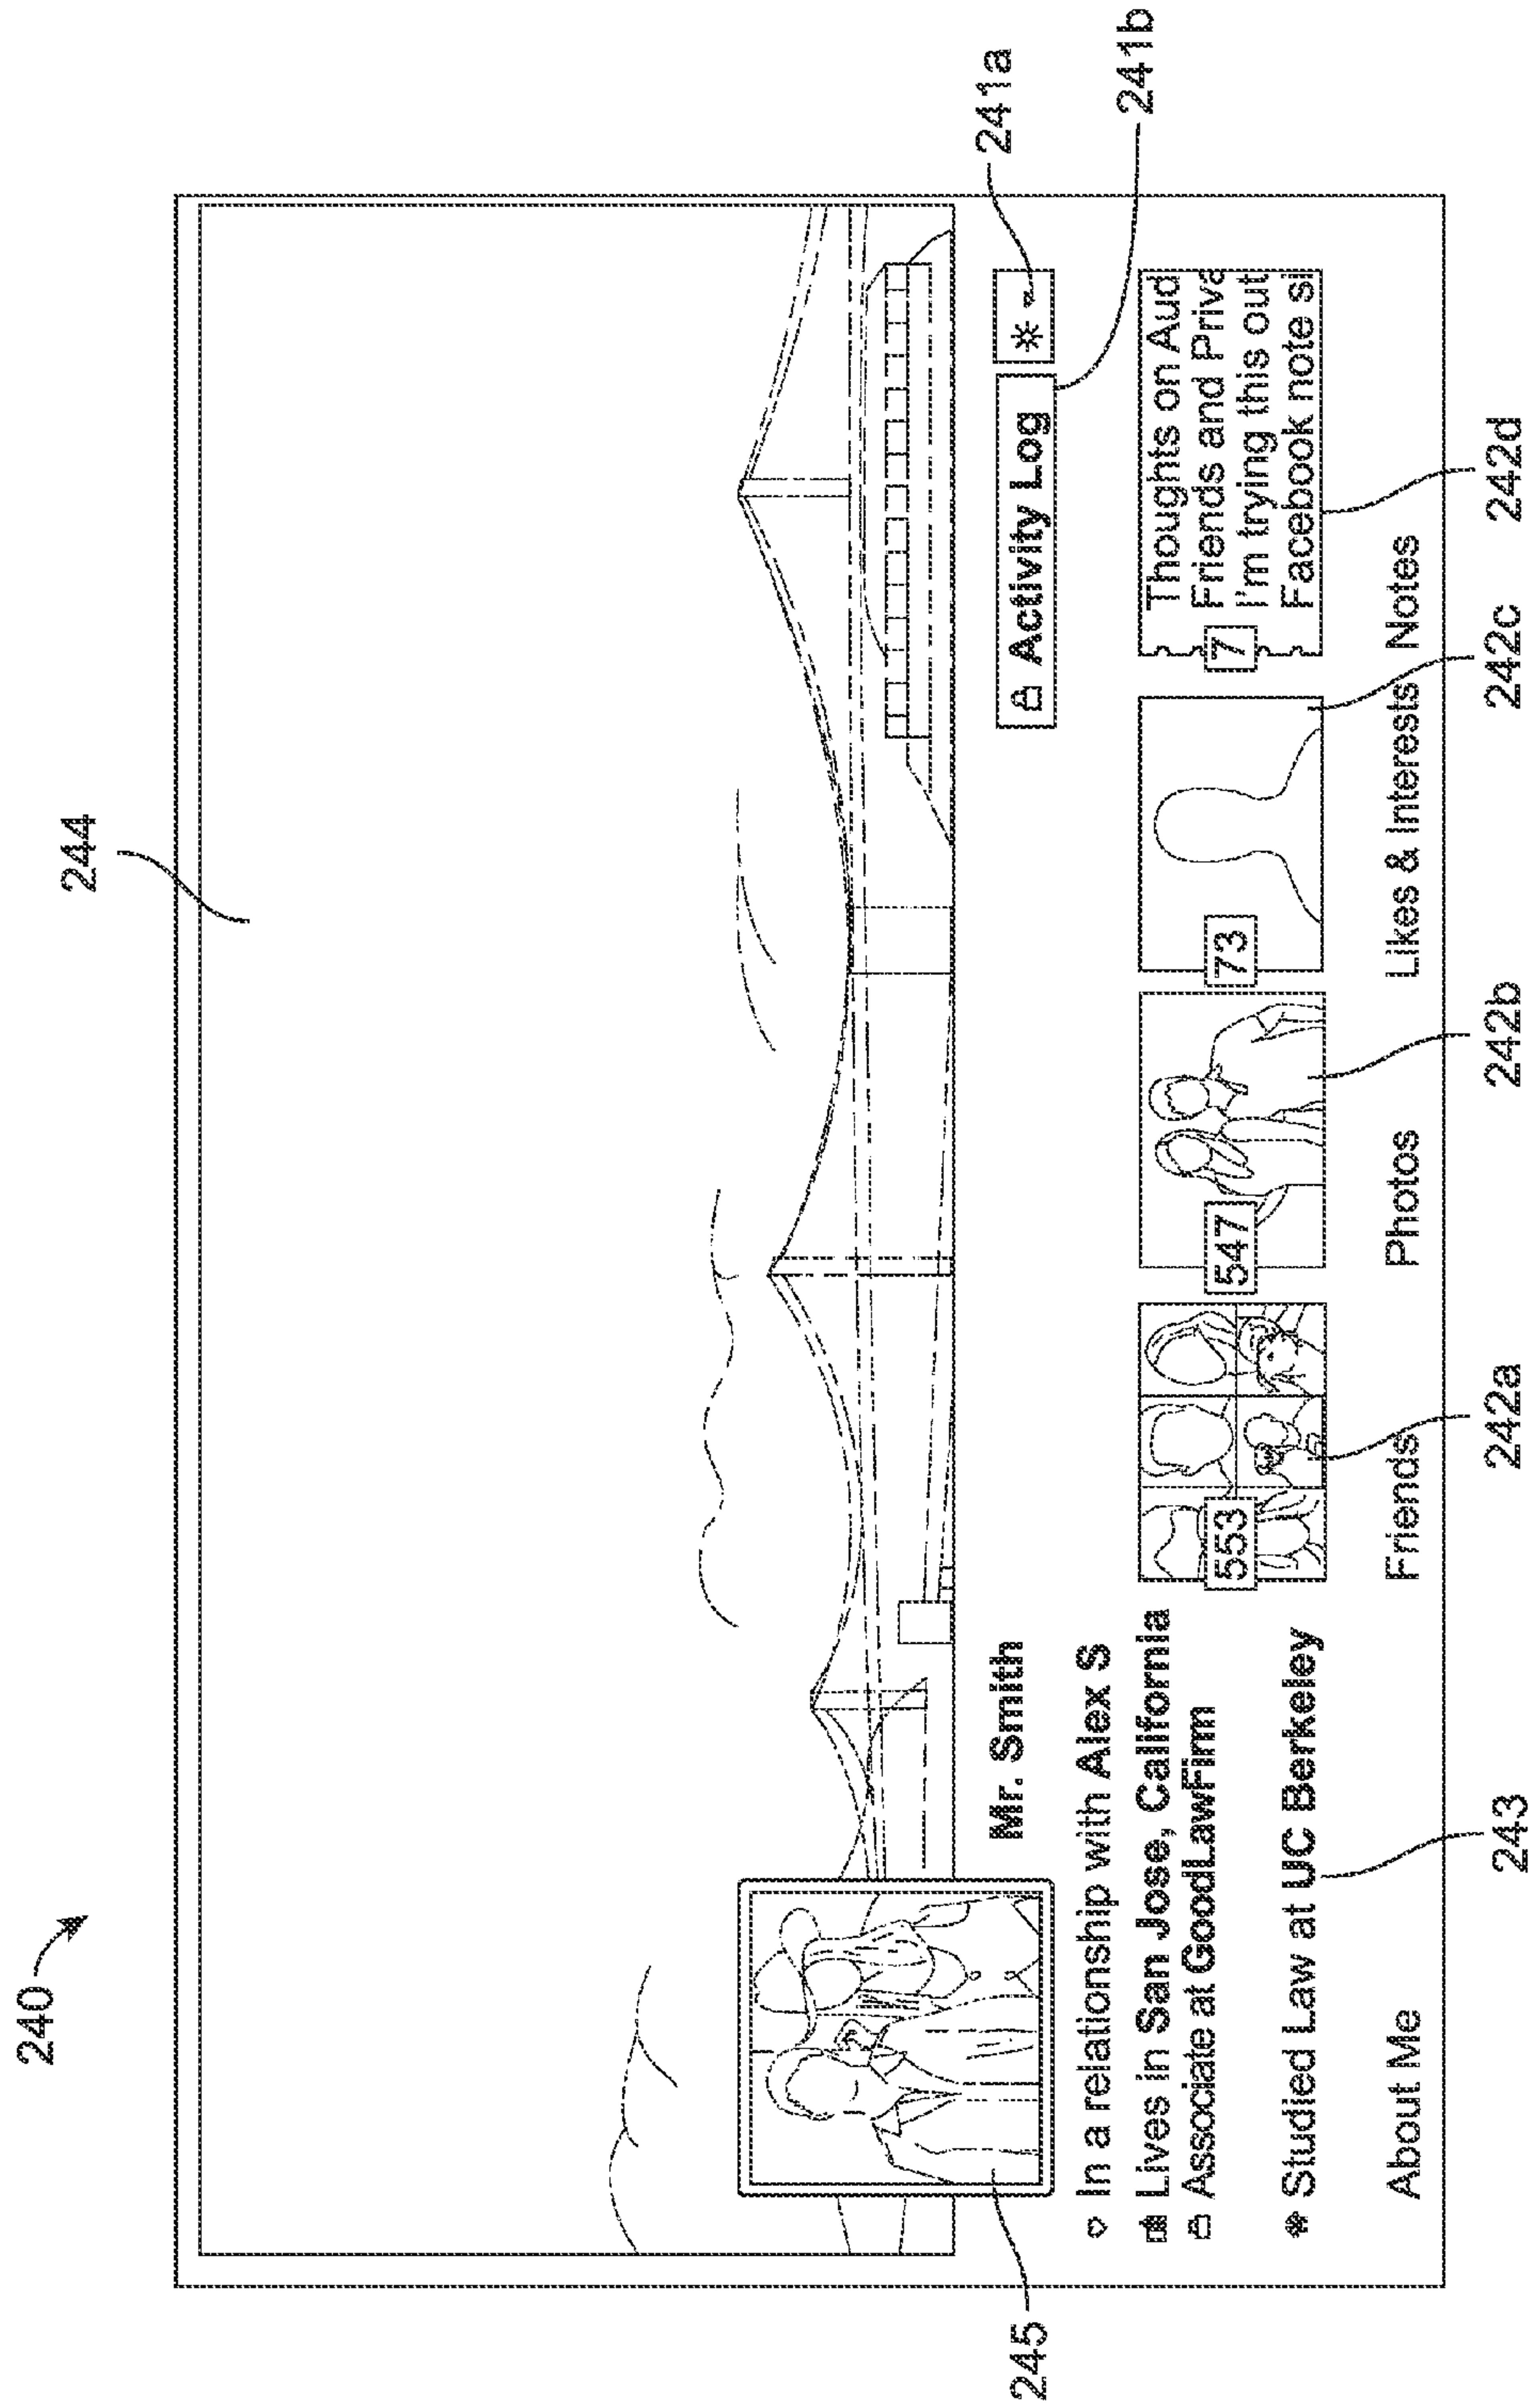 240
244
241a
241b
245
Mr. Smith
Activity Log
In a relationship with Alex S
Lives in San Jose, California
Associate at GoodLawFirm
Studied Law at UC Berkeley
553
547
73
7
Thoughts on Aud
Friends and Priva
I'm trying this out
Facebook note si
About Me
Friends
Photos
Likes & Interests
Notes
243
242a
242b
242c
242d